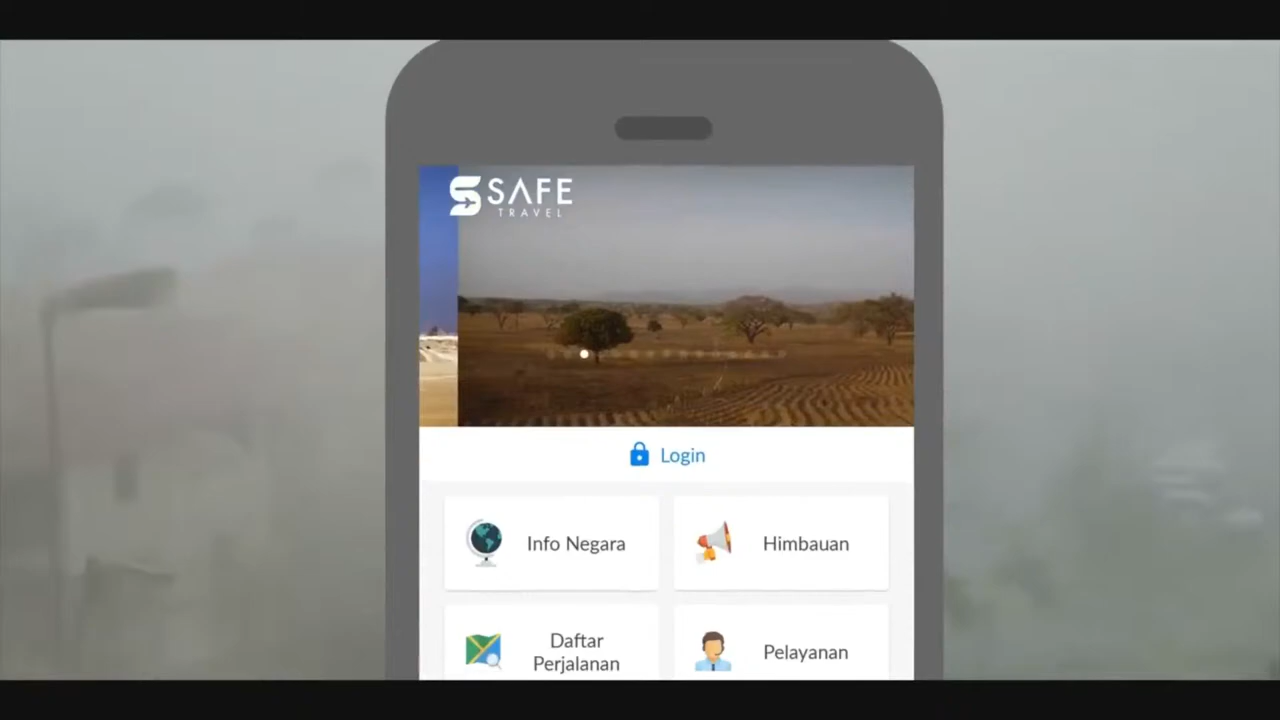 SAFE
TRAVEL
Login
Info Negara
Himbauan
Daftar
Perjalanan
Pelayanan